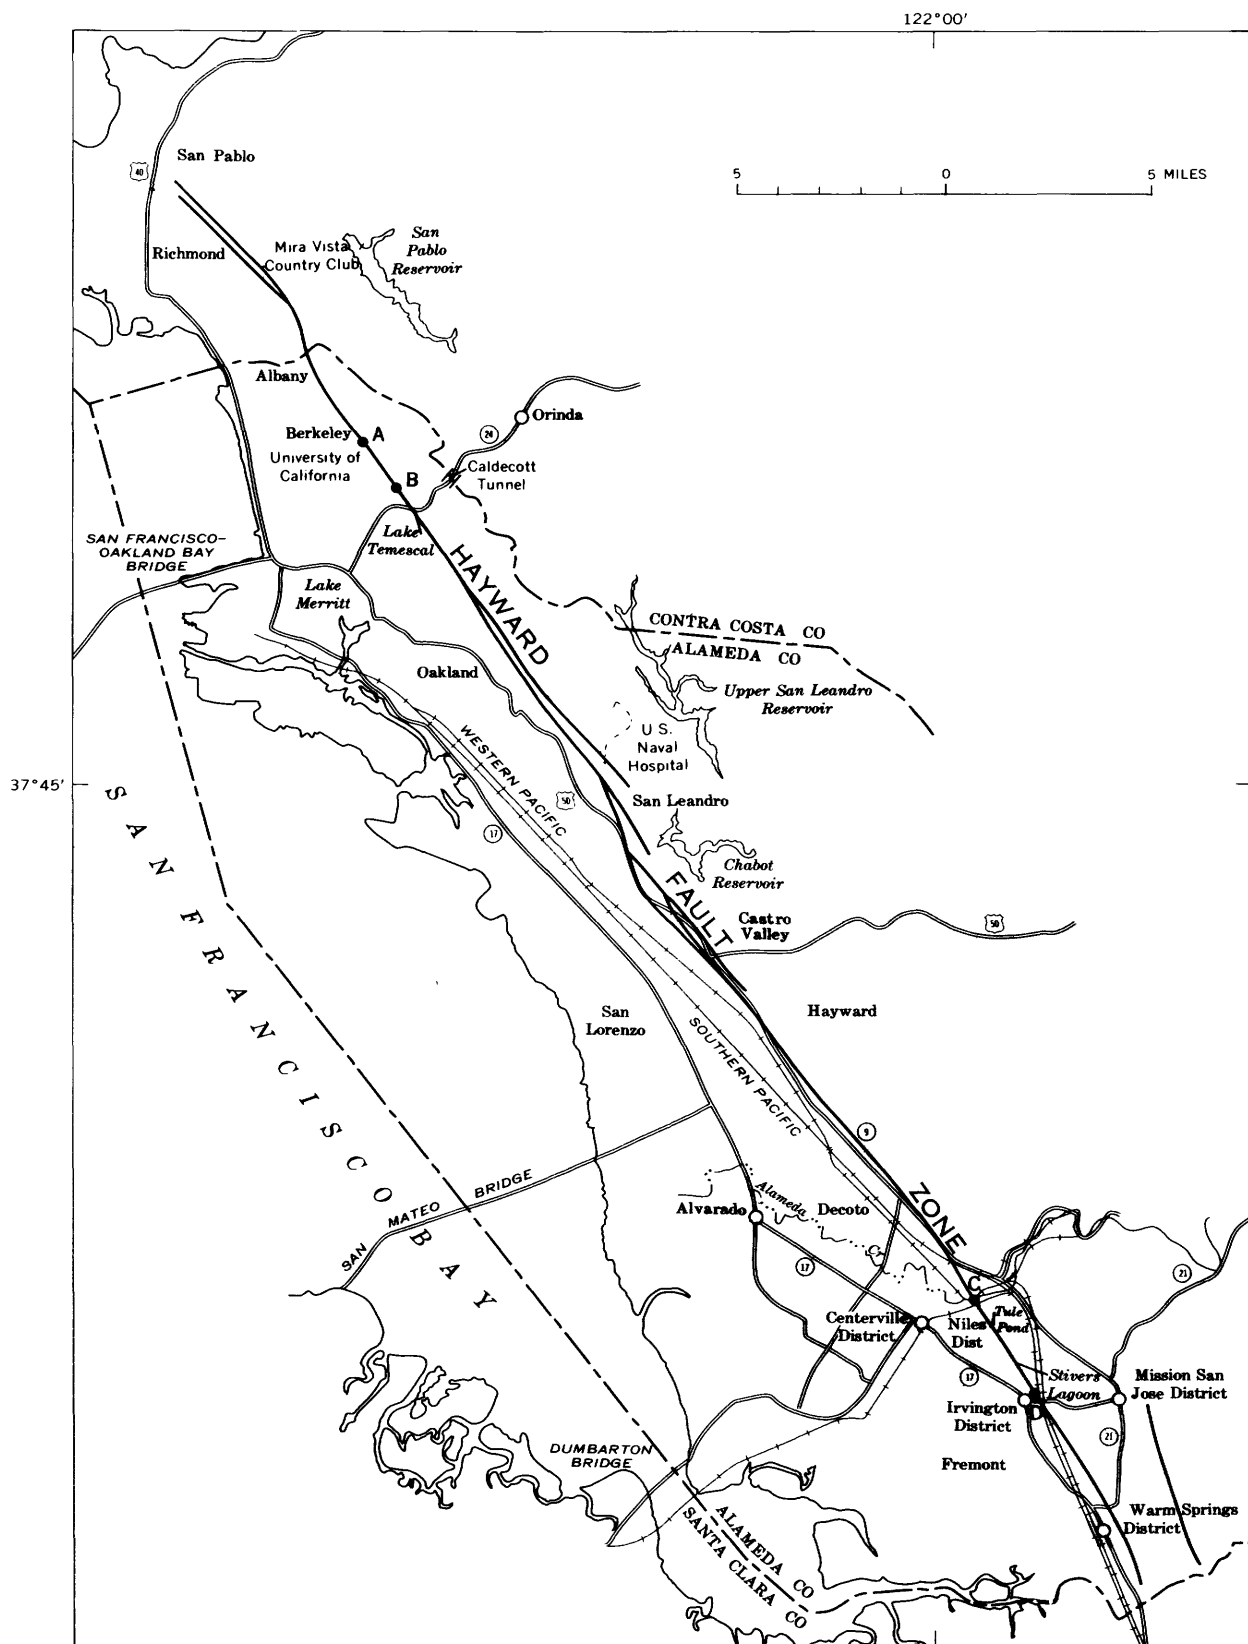 122°00'
San Pablo
40
5 0 5 MILES
Richmond
Mira Vista
Country Club
San
Pablo
Reservoir
Albany
Orinda
24
Berkeley
A
University of
California
B
Caldecott
Tunnel
Lake
Temescal
SAN FRANCISCO-
OAKLAND BAY
BRIDGE
Lake
Merritt
HAYWARD
CONTRA COSTA CO
ALAMEDA CO
Oakland
Upper San Leandro
Reservoir
U.S.
Naval
Hospital
WESTERN PACIFIC
37°45'
50
San Leandro
17
Chabot
Reservoir
FAULT
Castro
Valley
50
SAN FRANCISCO BAY
San
Lorenzo
Hayward
SOUTHERN PACIFIC
9
SAN MATEO BRIDGE
Alvarado
Alameda
Cr
Decoto
ZONE
17
C
21
Centerville
District
Niles
Dist
Tule
Pond
17
Stivers
Lagoon
Mission San
Jose District
Irvington
District
D
21
Fremont
DUMBARTON
BRIDGE
Warm Springs
District
ALAMEDA CO
SANTA CLARA CO